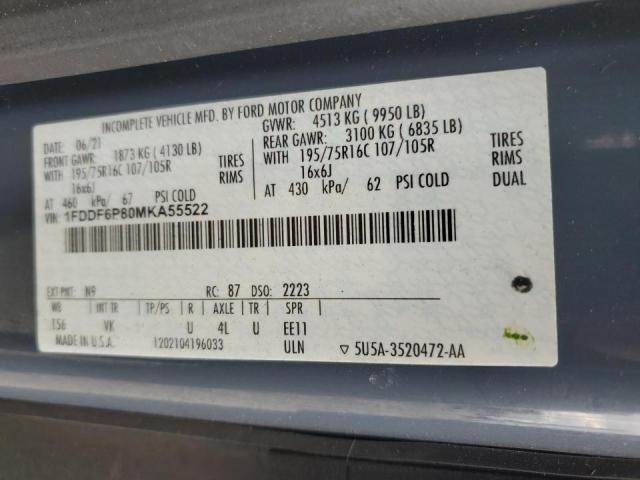 INCOMPLETE VEHICLE MFD. BY FORD MOTOR COMPANY
DATE: 06/21 GVWR: 4513 KG ( 9950 LB)
FRONT GAWR: 1873 KG ( 4130 LB) REAR GAWR: 3100 KG ( 6835 LB)
WITH 195/75R16C 107/105R TIRES WITH 195/75R16C 107/105R TIRES
16x6J RIMS 16x6J RIMS
AT 460 kPa/ 67 PSI COLD AT 430 kPa/ 62 PSI COLD DUAL
VIN: 1FDDF6P80MKA55522
EXT PNT: N9 RC: 87 DSO: 2223
WB INT TR TP/PS R AXLE TR SPR
156 VK U 4L U EE11
MADE IN U.S.A. 1202104196033 ULN ▽ 5U5A-3520472-AA